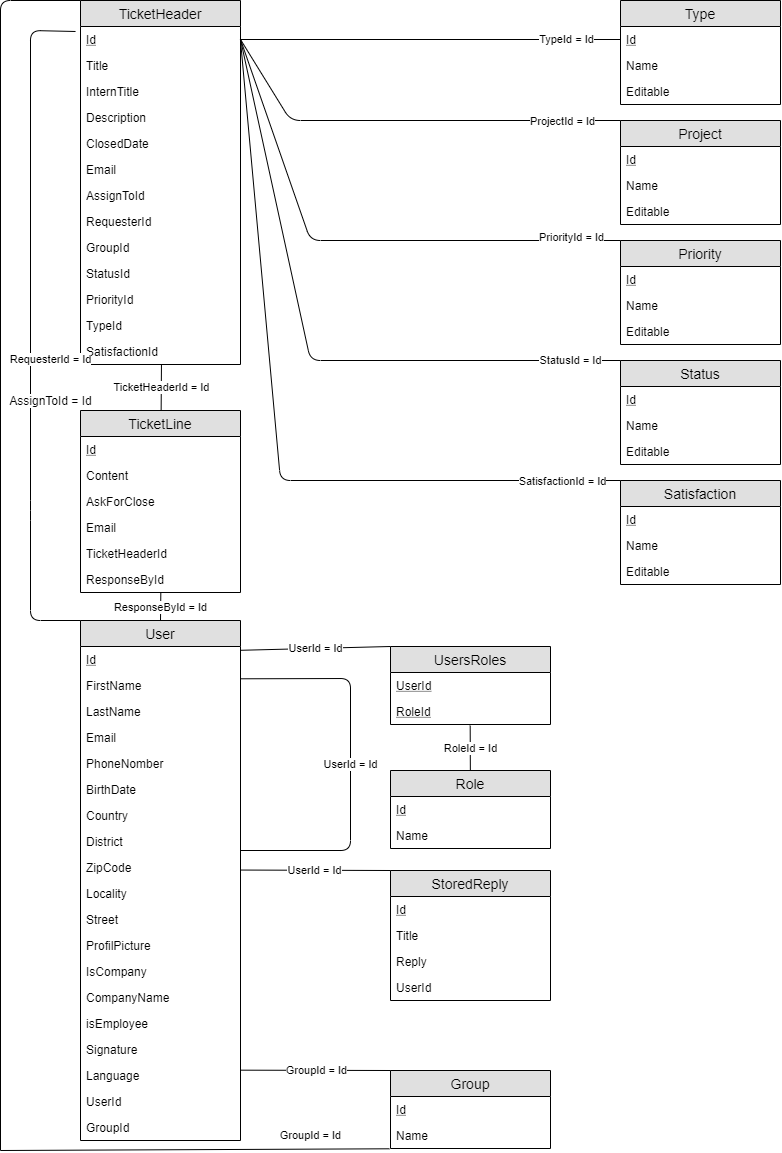 TicketHeader
Id
Title
InternTitle
Description
ClosedDate
Email
AssignToId
RequesterId
GroupId
StatusId
PriorityId
TypeId
SatisfactionId
RequesterId = Id
TicketHeaderId = Id
AssignToId = Id
TicketLine
Id
Content
AskForClose
Email
TicketHeaderId
ResponseById
ResponseById = Id
User
Id
FirstName
LastName
Email
PhoneNomber
BirthDate
Country
District
ZipCode
Locality
Street
ProfilPicture
IsCompany
CompanyName
isEmployee
Signature
Language
UserId
GroupId
TypeId = Id
Type
Id
Name
Editable
ProjectId = Id
Project
Id
Name
Editable
PriorityId = Id
Priority
Id
Name
Editable
StatusId = Id
Status
Id
Name
Editable
SatisfactionId = Id
Satisfaction
Id
Name
Editable
UserId = Id
UsersRoles
UserId
RoleId
RoleId = Id
UserId = Id
Role
Id
Name
UserId = Id
StoredReply
Id
Title
Reply
UserId
GroupId = Id
Group
Id
Name
GroupId = Id